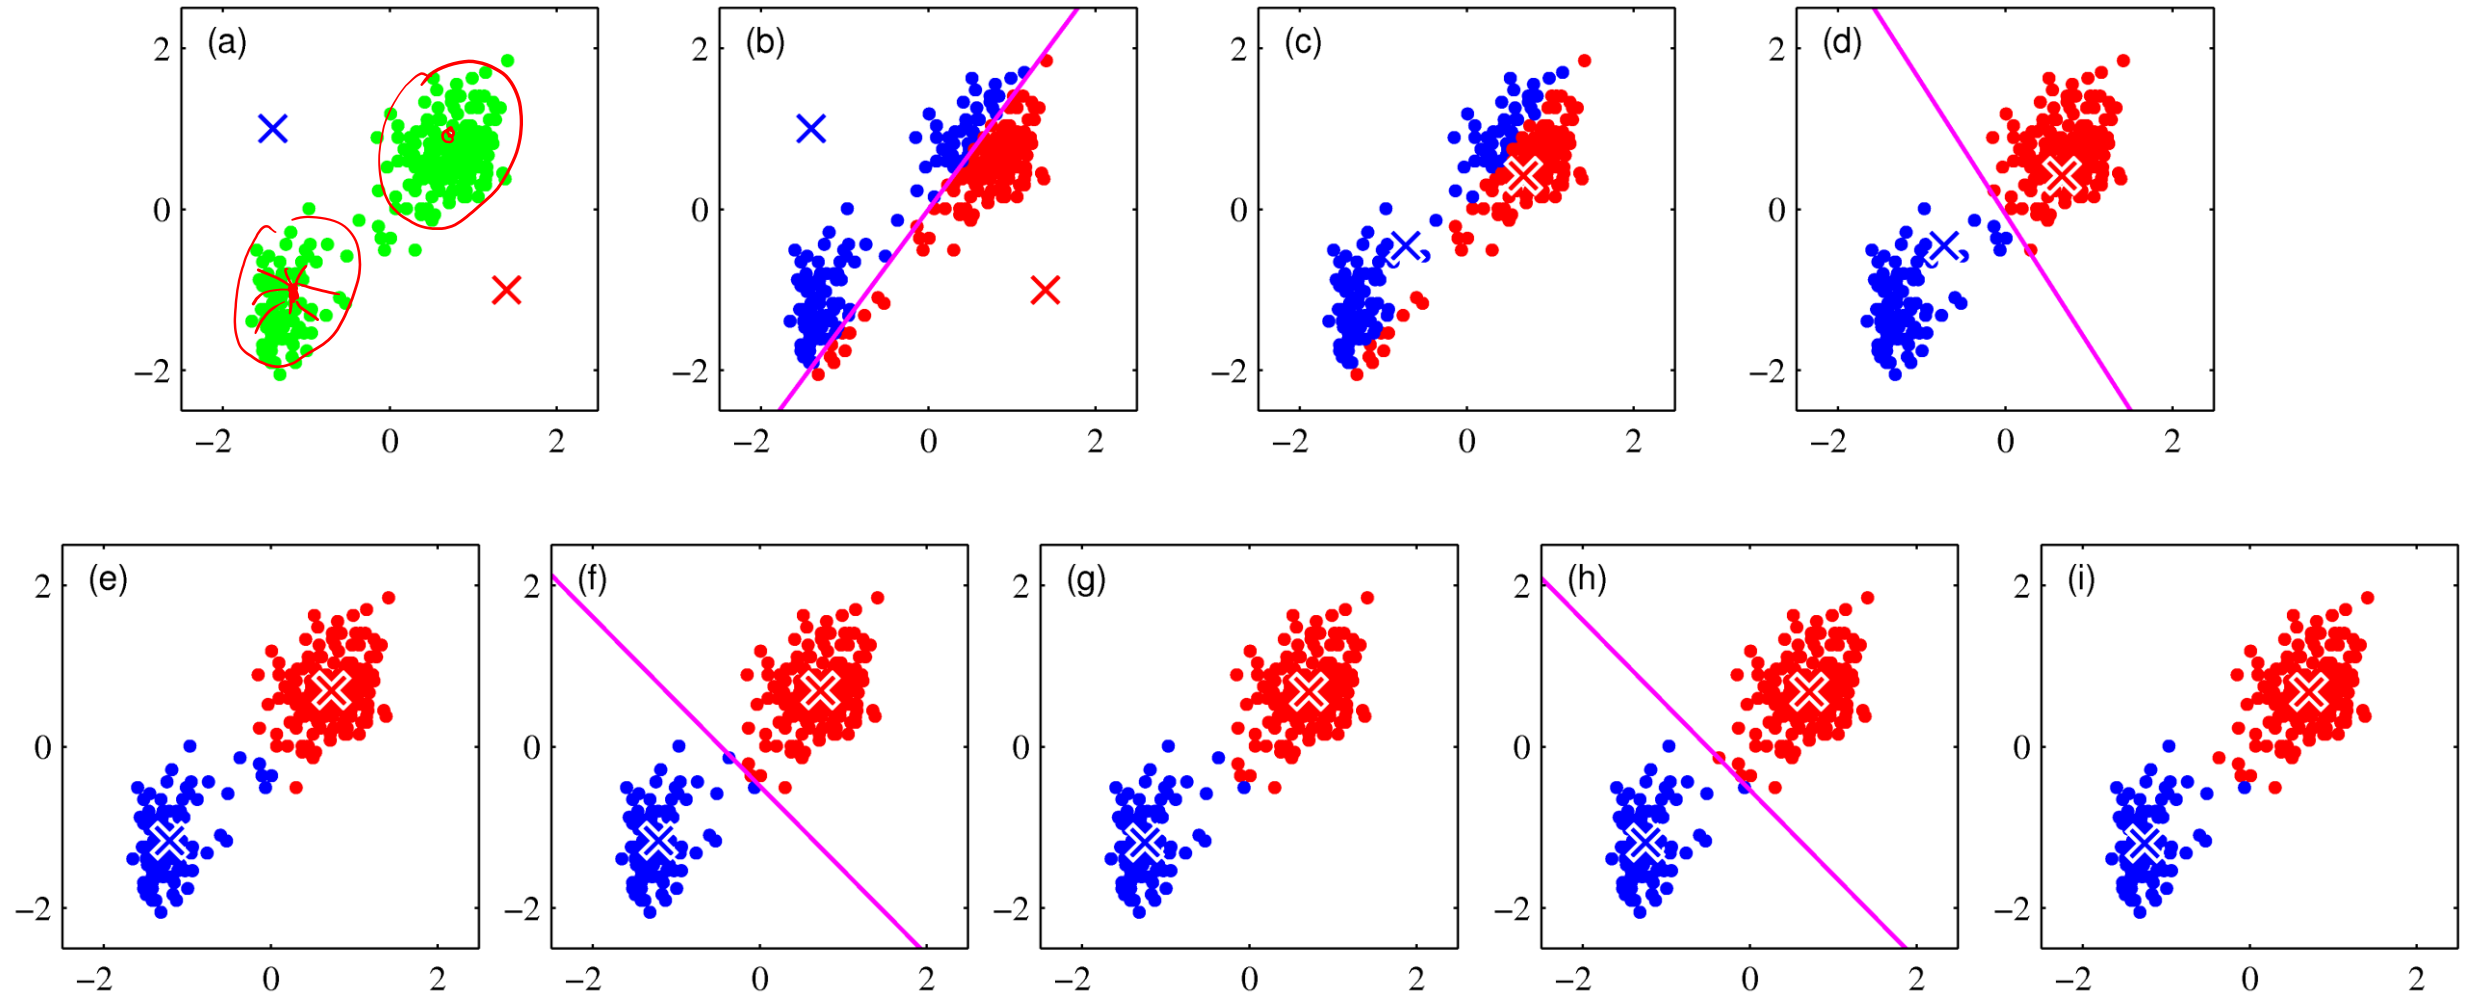 (a) (b) (c) (d)
2 2 2 2
0 0 0 0
−2 −2 −2 −2
−2 0 2 −2 0 2 −2 0 2 −2 0 2
(e) (f) (g) (h) (i)
2 2 2 2 2
0 0 0 0 0
−2 −2 −2 −2 −2
−2 0 2 −2 0 2 −2 0 2 −2 0 2 −2 0 2